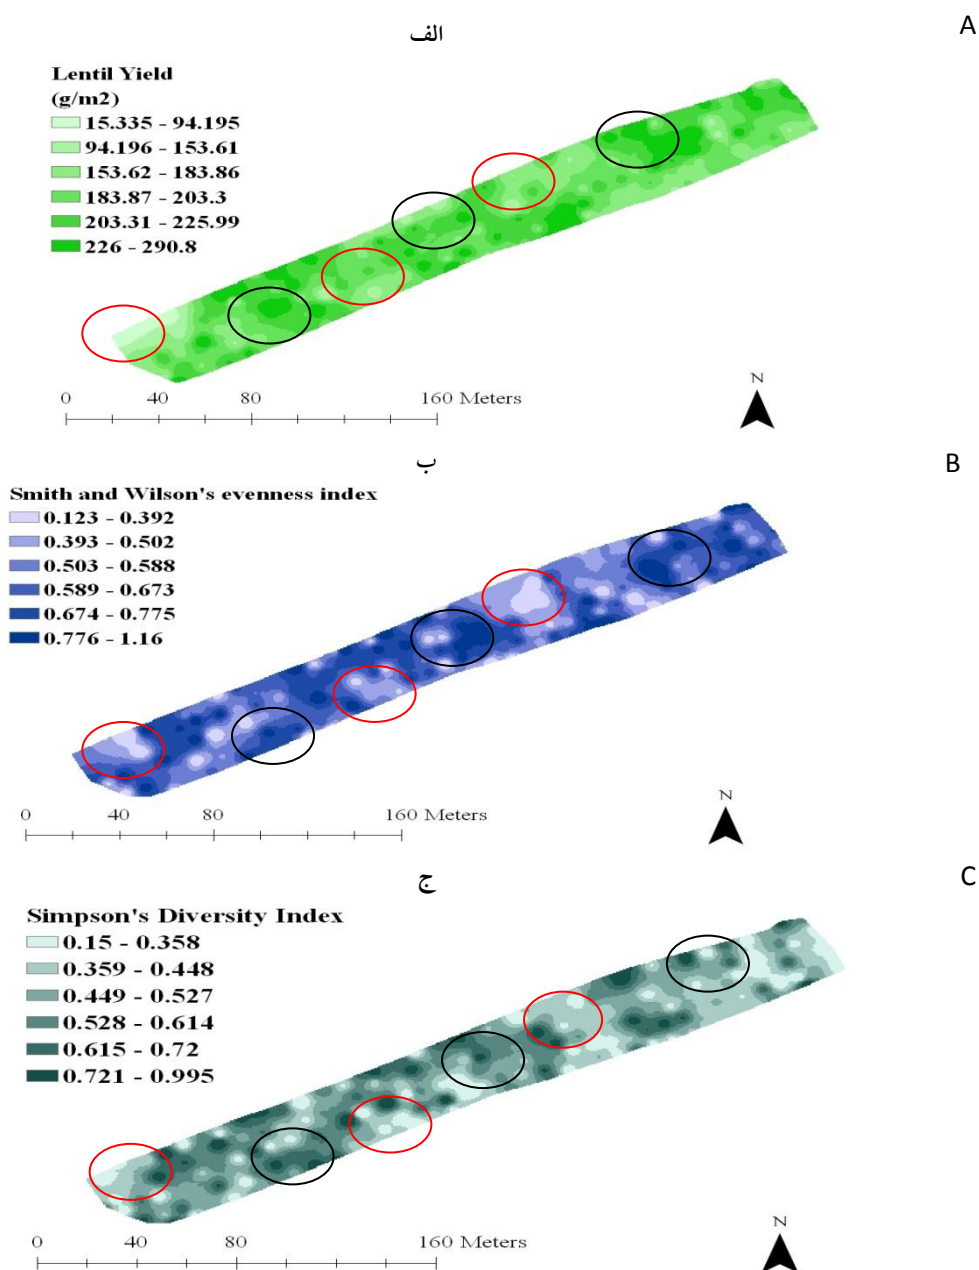 الف
A
Lentil Yield
(g/m2)
15.335 - 94.195
94.196 - 153.61
153.62 - 183.86
183.87 - 203.3
203.31 - 225.99
226 - 290.8
N
0 40 80 160 Meters
ب
B
Smith and Wilson's evenness index
0.123 - 0.392
0.393 - 0.502
0.503 - 0.588
0.589 - 0.673
0.674 - 0.775
0.776 - 1.16
N
0 40 80 160 Meters
ج
C
Simpson's Diversity Index
0.15 - 0.358
0.359 - 0.448
0.449 - 0.527
0.528 - 0.614
0.615 - 0.72
0.721 - 0.995
N
0 40 80 160 Meters